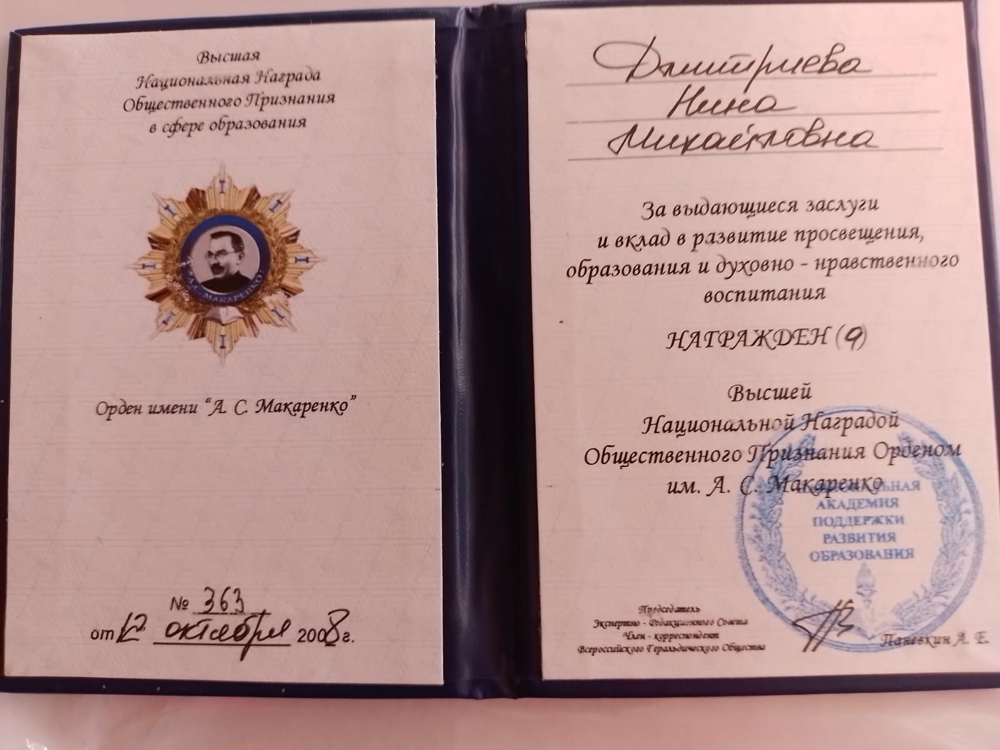 Высшая
Национальная Награда
Общественного Признания
в сфере образования
А.С. МАКАРЕНКО
Орден имени “А. С. Макаренко”
№ 363
от 12 октября 2008 г.
Дмитриева
Нина
Михайловна
За выдающиеся заслуги
и вклад в развитие просвещения,
образования и духовно - нравственного
воспитания
НАГРАЖДЕН (а)
Высшей
Национальной Наградой
Общественного Признания Орденом
им. А. С. Макаренко
НАЦИОНАЛЬНАЯ
АКАДЕМИЯ
ПОДДЕРЖКИ
РАЗВИТИЯ
ОБРАЗОВАНИЯ
Председатель
Экспертно - Редакционного Совета
Член - корреспондент
Всероссийского Геральдического Общества
Паневкин А. Е.